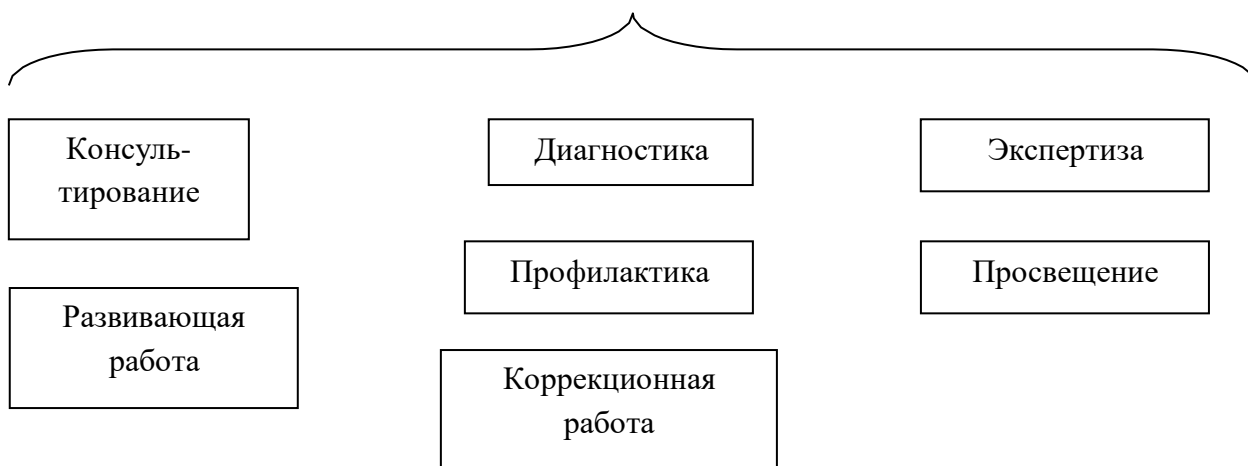 Консуль-
тирование
Диагностика
Экспертиза
Профилактика
Просвещение
Развивающая
работа
Коррекционная
работа